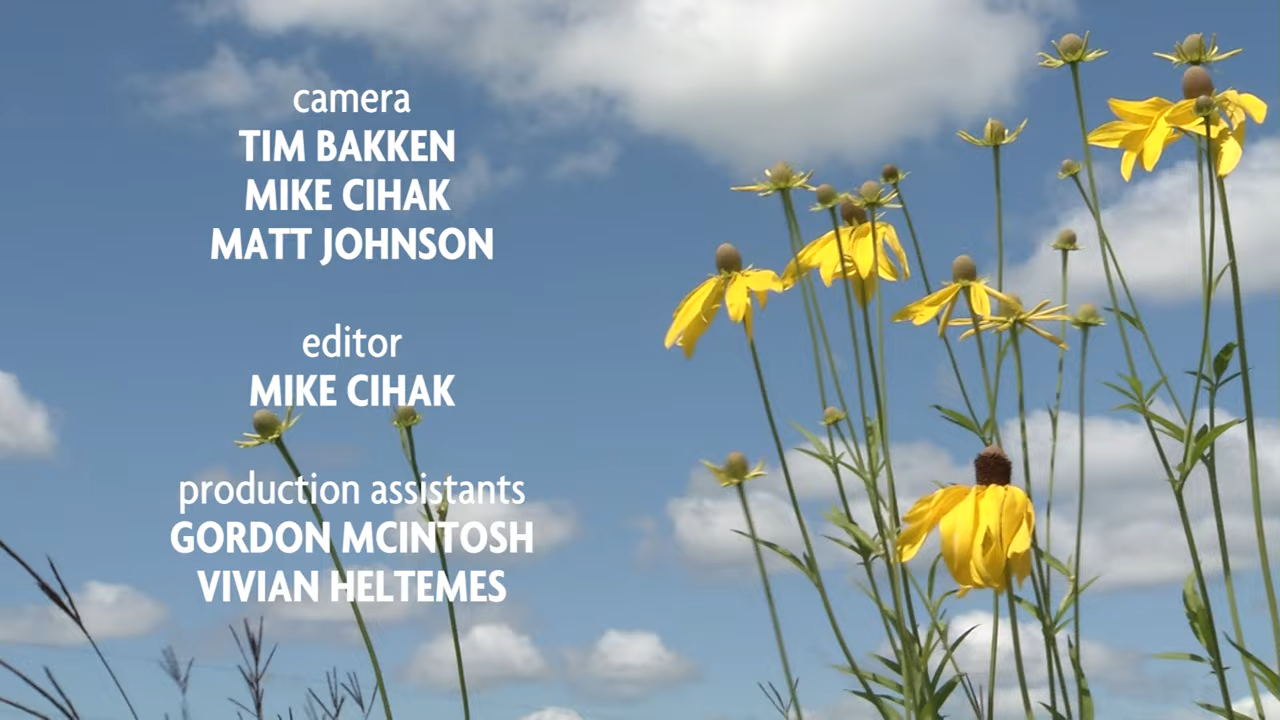 camera
TIM BAKKEN
MIKE CIHAK
MATT JOHNSON
editor
MIKE CIHAK
production assistants
GORDON MCINTOSH
VIVIAN HELTEMES